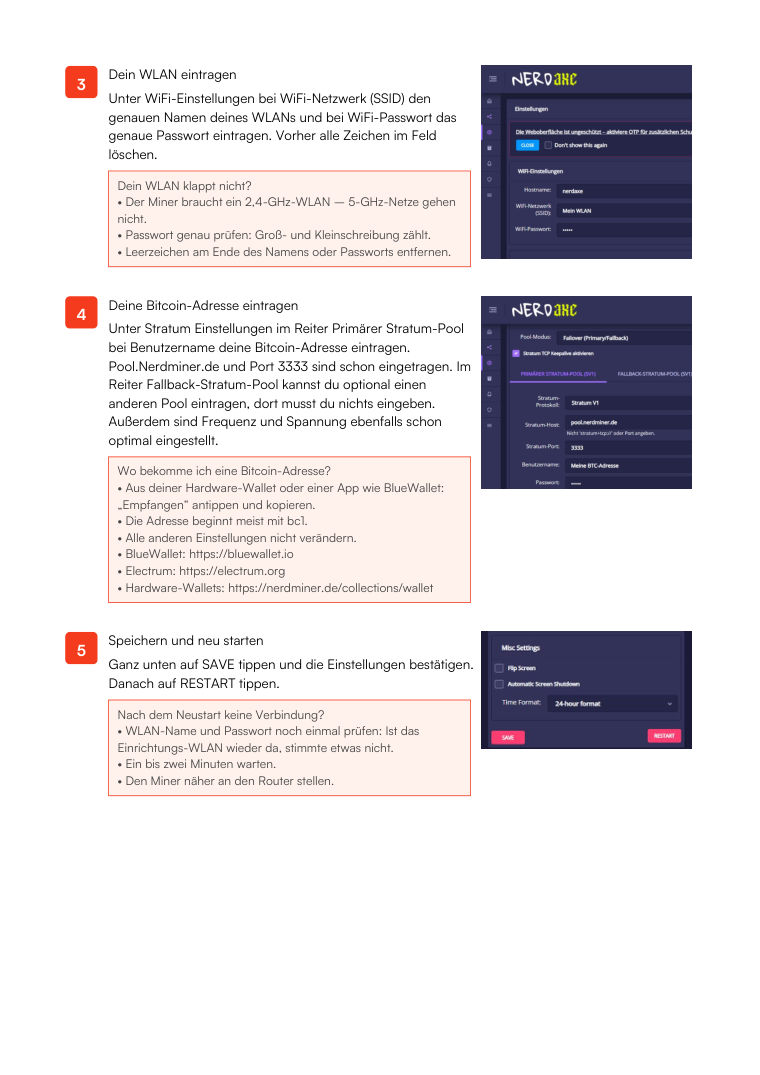 3
Dein WLAN eintragen
Unter WiFi-Einstellungen bei WiFi-Netzwerk (SSID) den
genauen Namen deines WLANs und bei WiFi-Passwort das
genaue Passwort eintragen. Vorher alle Zeichen im Feld
löschen.
Dein WLAN klappt nicht?
• Der Miner braucht ein 2,4-GHz-WLAN – 5-GHz-Netze gehen
nicht.
• Passwort genau prüfen: Groß- und Kleinschreibung zählt.
• Leerzeichen am Ende des Namens oder Passworts entfernen.
NERDAXE
Einstellungen
Die Weboberfläche ist ungeschützt – aktiviere OTP für zusätzlichen Schu
CLOSE
Don't show this again
WiFi-Einstellungen
Hostname:
nerdaxe
WiFi-Netzwerk
(SSID):
Mein WLAN
WiFi-Passwort:
•••••
4
Deine Bitcoin-Adresse eintragen
Unter Stratum Einstellungen im Reiter Primärer Stratum-Pool
bei Benutzername deine Bitcoin-Adresse eintragen.
Pool.Nerdminer.de und Port 3333 sind schon eingetragen. Im
Reiter Fallback-Stratum-Pool kannst du optional einen
anderen Pool eintragen, dort musst du nichts eingeben.
Außerdem sind Frequenz und Spannung ebenfalls schon
optimal eingestellt.
Wo bekomme ich eine Bitcoin-Adresse?
• Aus deiner Hardware-Wallet oder einer App wie BlueWallet:
„Empfangen“ antippen und kopieren.
• Die Adresse beginnt meist mit bc1.
• Alle anderen Einstellungen nicht verändern.
• BlueWallet: https://bluewallet.io
• Electrum: https://electrum.org
• Hardware-Wallets: https://nerdminer.de/collections/wallet
NERDAXE
Pool-Modus:
Failover (Primary/Fallback)
Stratum TCP Keepalive aktivieren
PRIMÄRER STRATUM-POOL (SV1)
FALLBACK-STRATUM-POOL (SV1)
Stratum-
Protokoll:
Stratum V1
Stratum-Host:
pool.nerdminer.de
Nicht 'stratum+tcp://' oder Port angeben.
Stratum-Port:
3333
Benutzername:
Meine BTC-Adresse
Passwort:
•••••
5
Speichern und neu starten
Ganz unten auf SAVE tippen und die Einstellungen bestätigen.
Danach auf RESTART tippen.
Nach dem Neustart keine Verbindung?
• WLAN-Name und Passwort noch einmal prüfen: Ist das
Einrichtungs-WLAN wieder da, stimmte etwas nicht.
• Ein bis zwei Minuten warten.
• Den Miner näher an den Router stellen.
Misc Settings
Flip Screen
Automatic Screen Shutdown
Time Format:
24-hour format
SAVE
RESTART